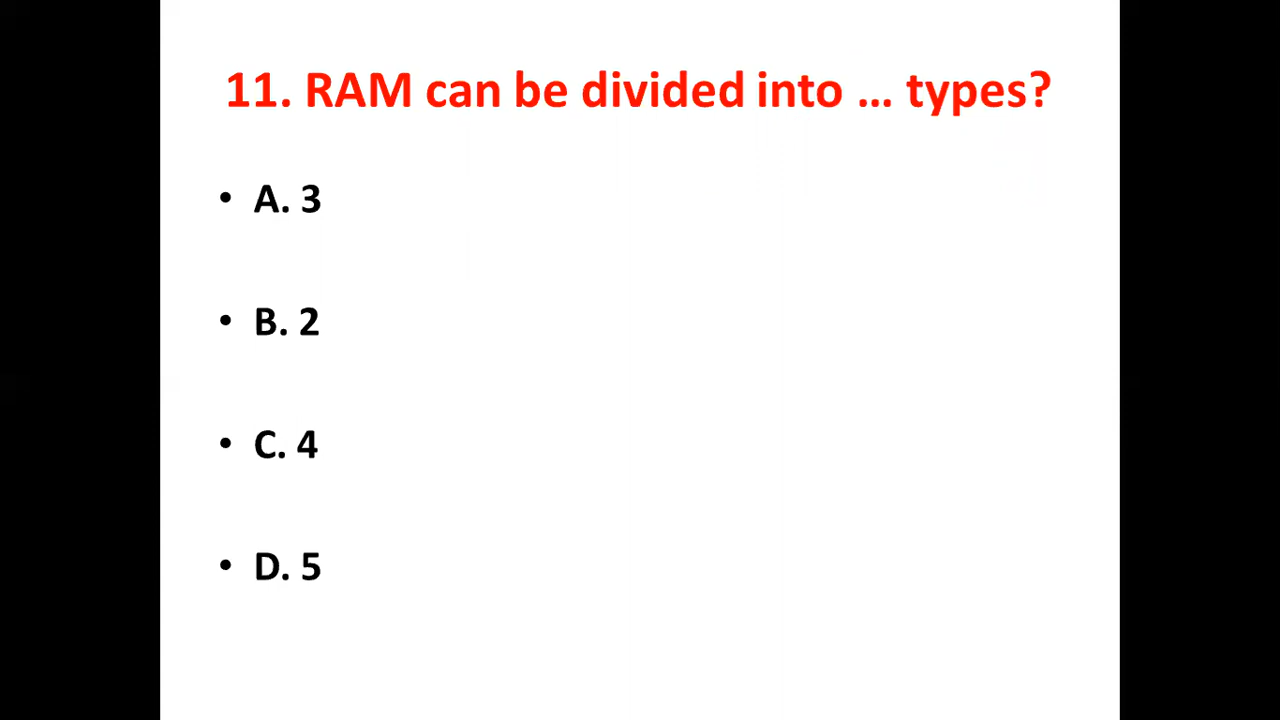 11. RAM can be divided into ... types?
• A. 3
• B. 2
• C. 4
• D. 5